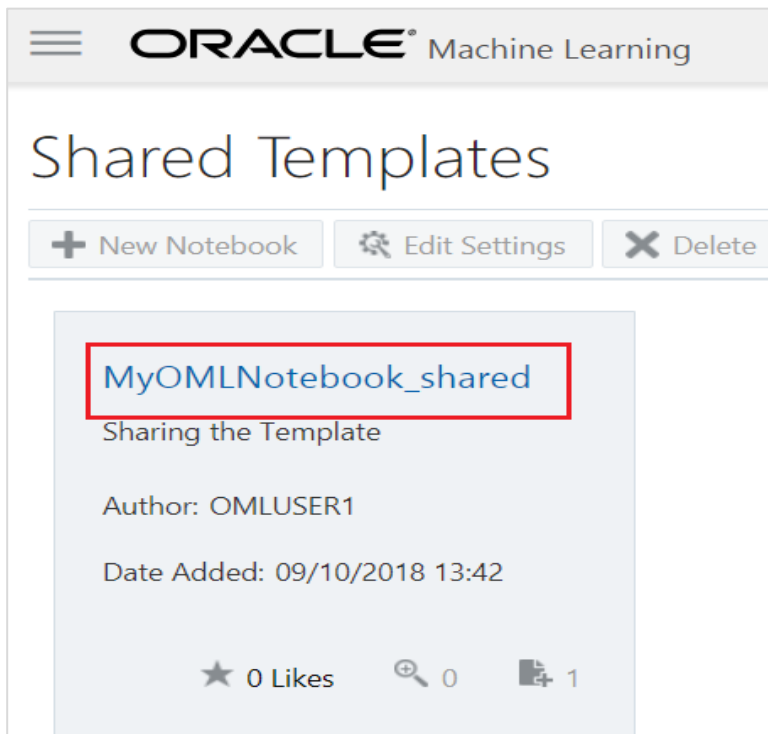 ORACLE® Machine Learning
Shared Templates
New Notebook Edit Settings Delete
MyOMLNotebook_shared
Sharing the Template
Author: OMLUSER1
Date Added: 09/10/2018 13:42
0 Likes 0 1